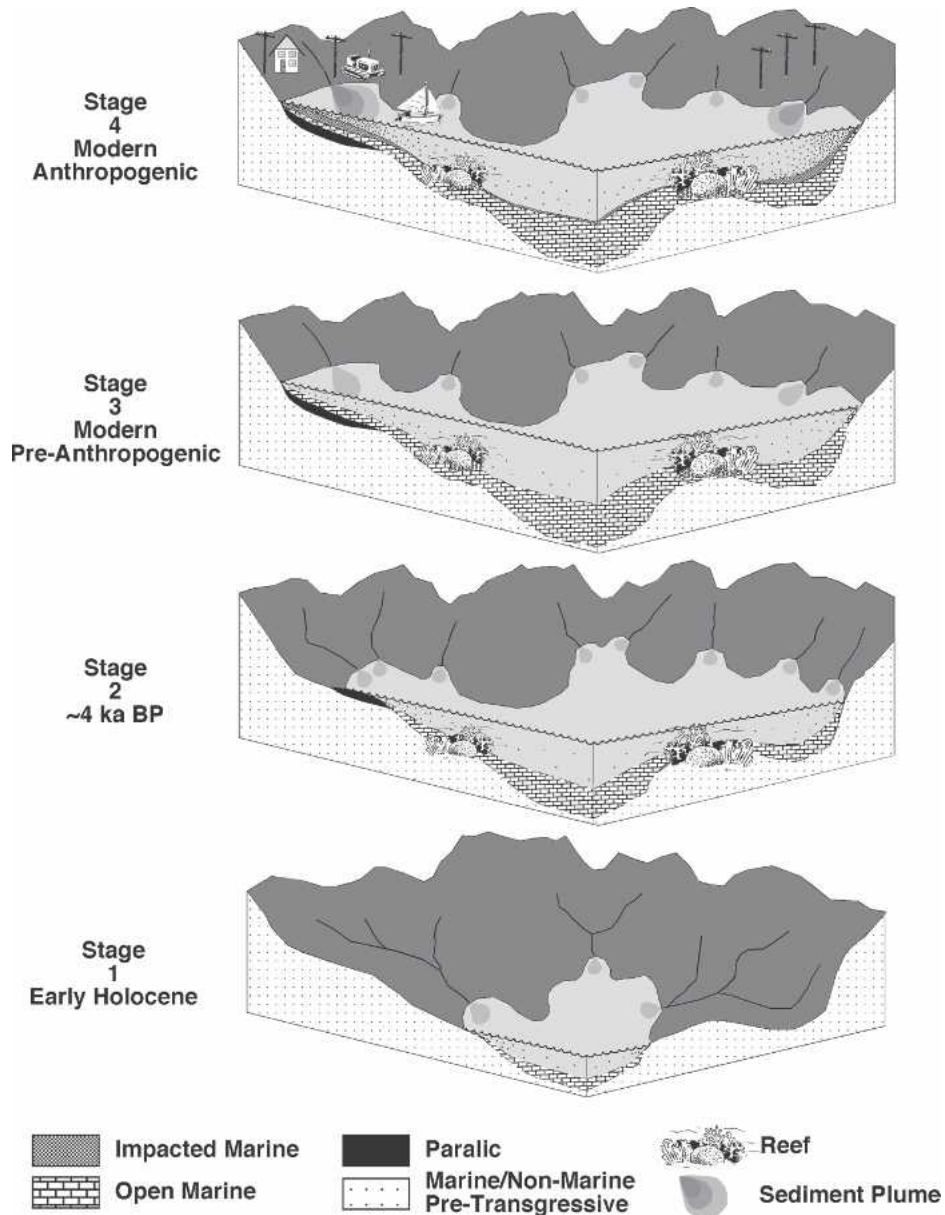 Stage
4
Modern
Anthropogenic
Stage
3
Modern
Pre-Anthropogenic
Stage
2
~4 ka BP
Stage
1
Early Holocene
Impacted Marine
Paralic
Reef
Open Marine
Marine/Non-Marine
Pre-Transgressive
Sediment Plume